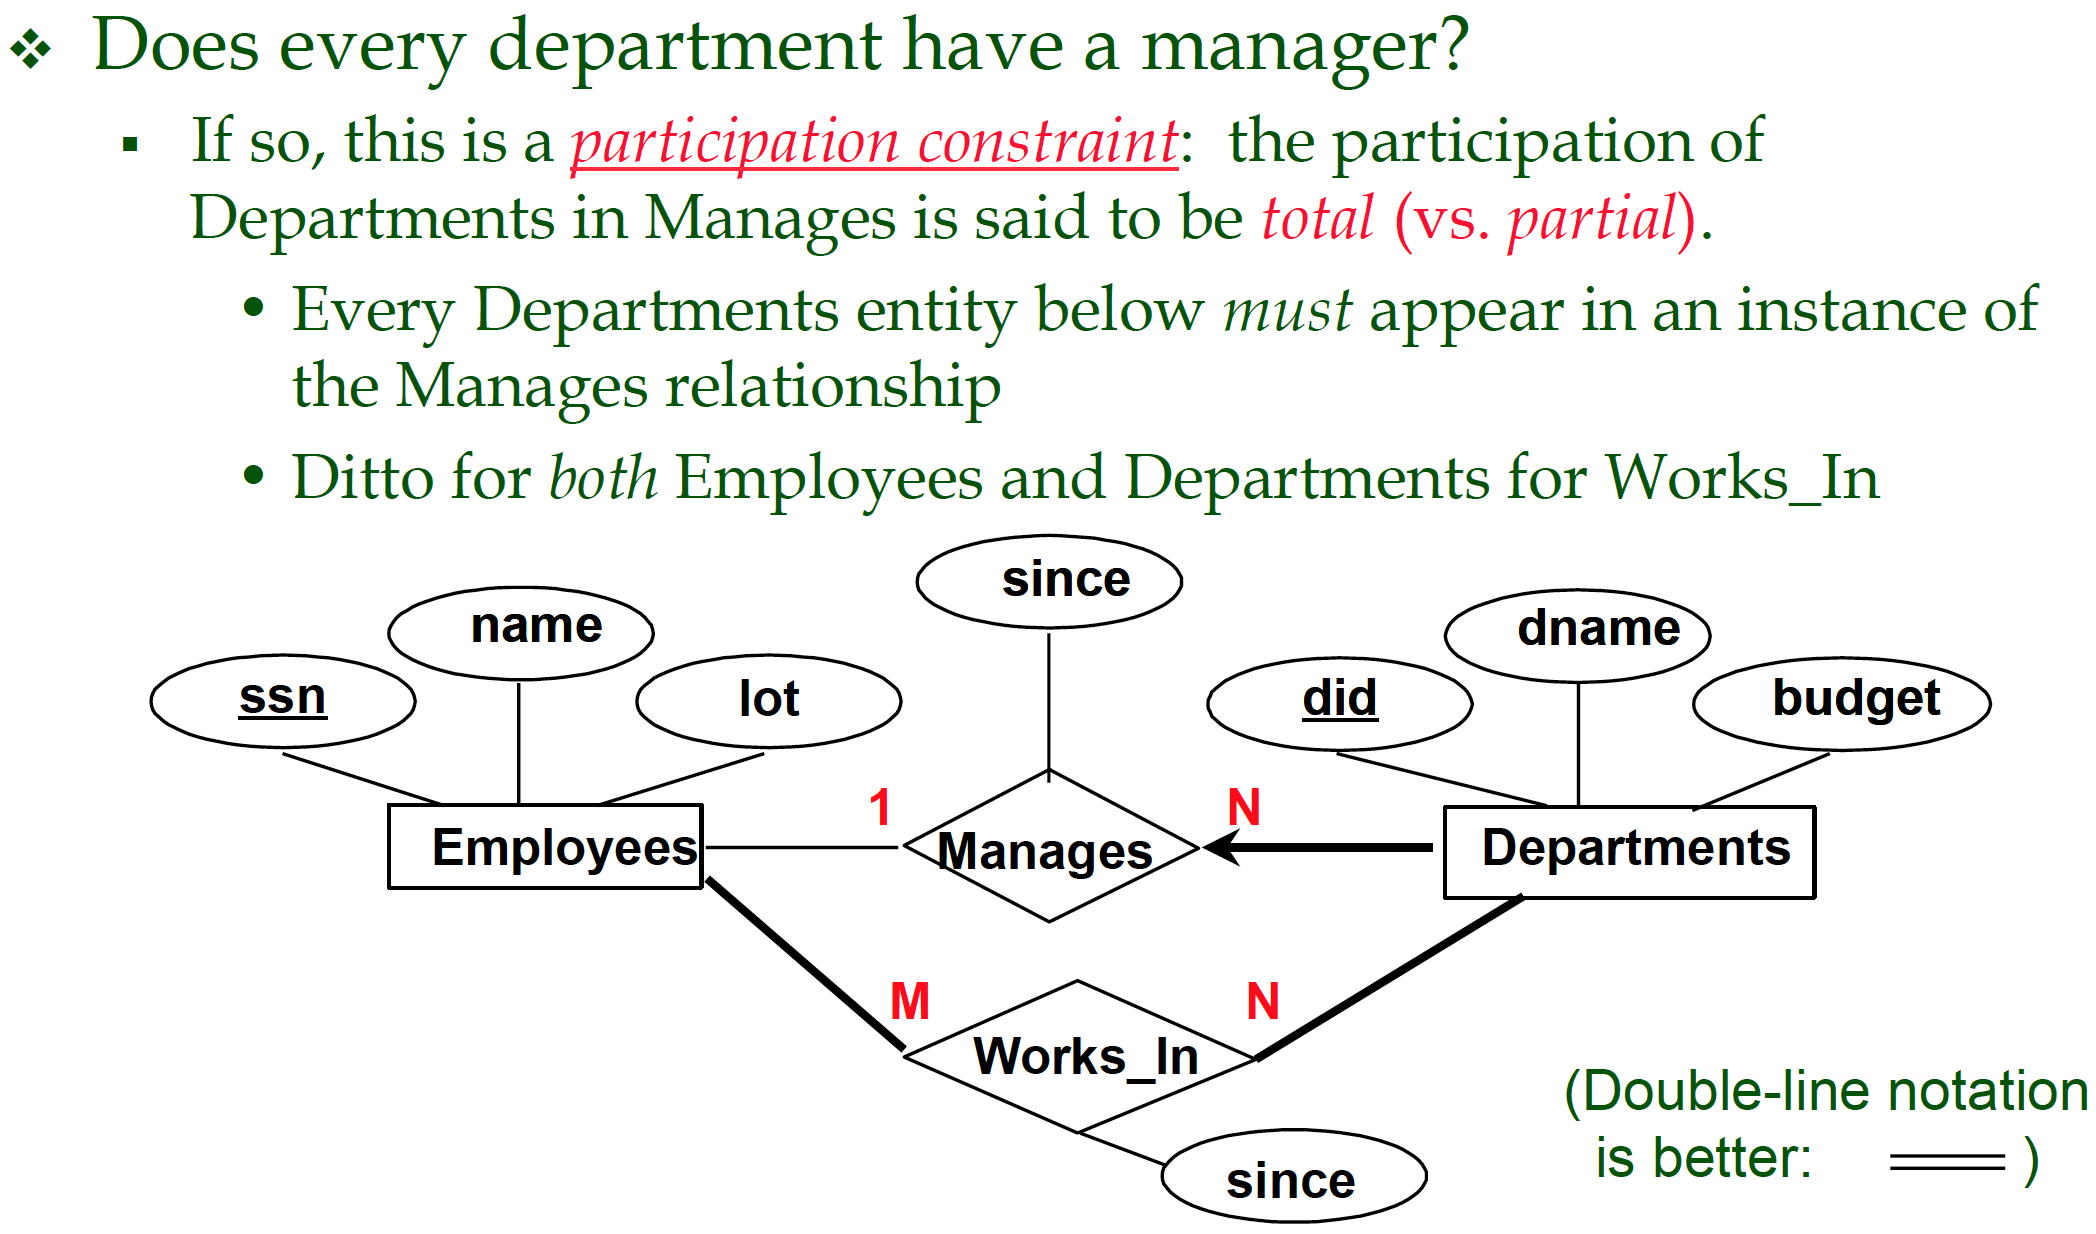 ❖ Does every department have a manager?
▪ If so, this is a participation constraint: the participation of
Departments in Manages is said to be total (vs. partial).
• Every Departments entity below must appear in an instance of
the Manages relationship
• Ditto for both Employees and Departments for Works_In
since
name
dname
ssn
lot
did
budget
1
N
Employees
Manages
Departments
M
N
Works_In
since
(Double-line notation
is better: )